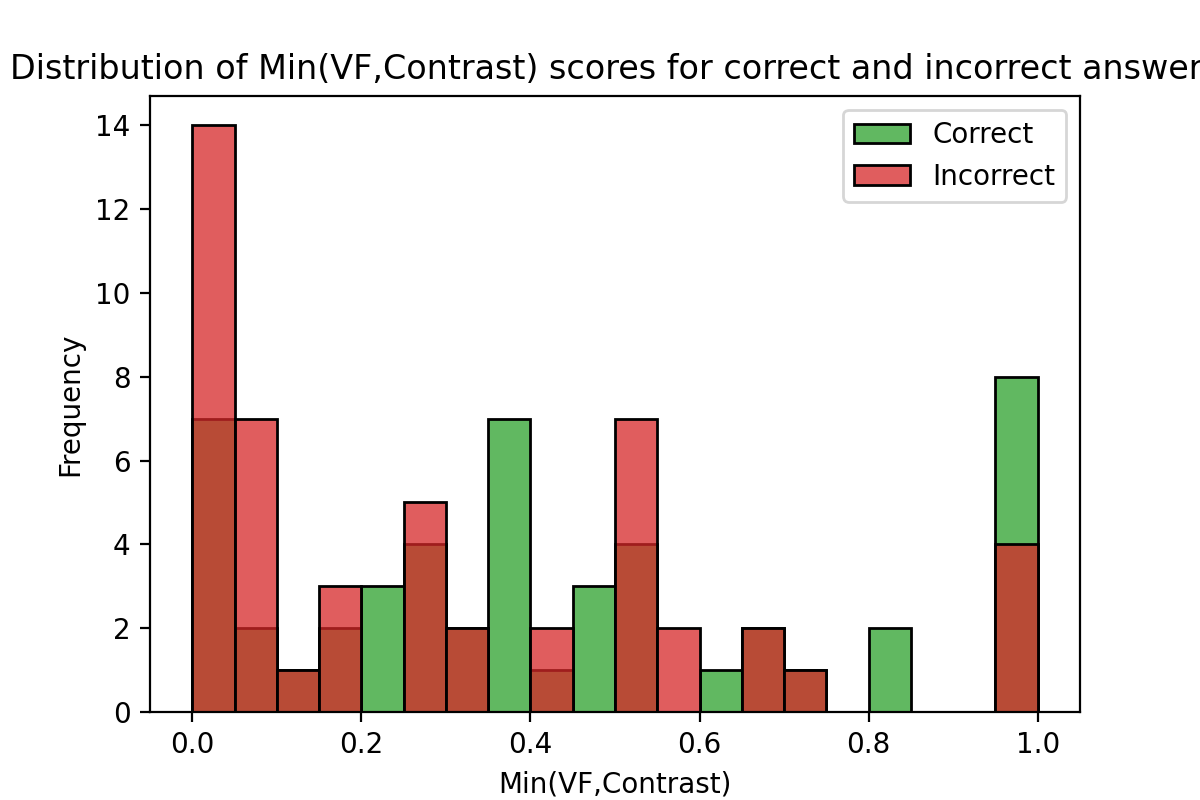 Distribution of Min(VF,Contrast) scores for correct and incorrect answer
Correct
Incorrect
14
12
10
8
6
4
2
0
Frequency
0.0 0.2 0.4 0.6 0.8 1.0
Min(VF,Contrast)